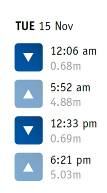 TUE 15 Nov
12:06 am
0.68m
5:52 am
4.88m
12:33 pm
0.69m
6:21 pm
5.03m